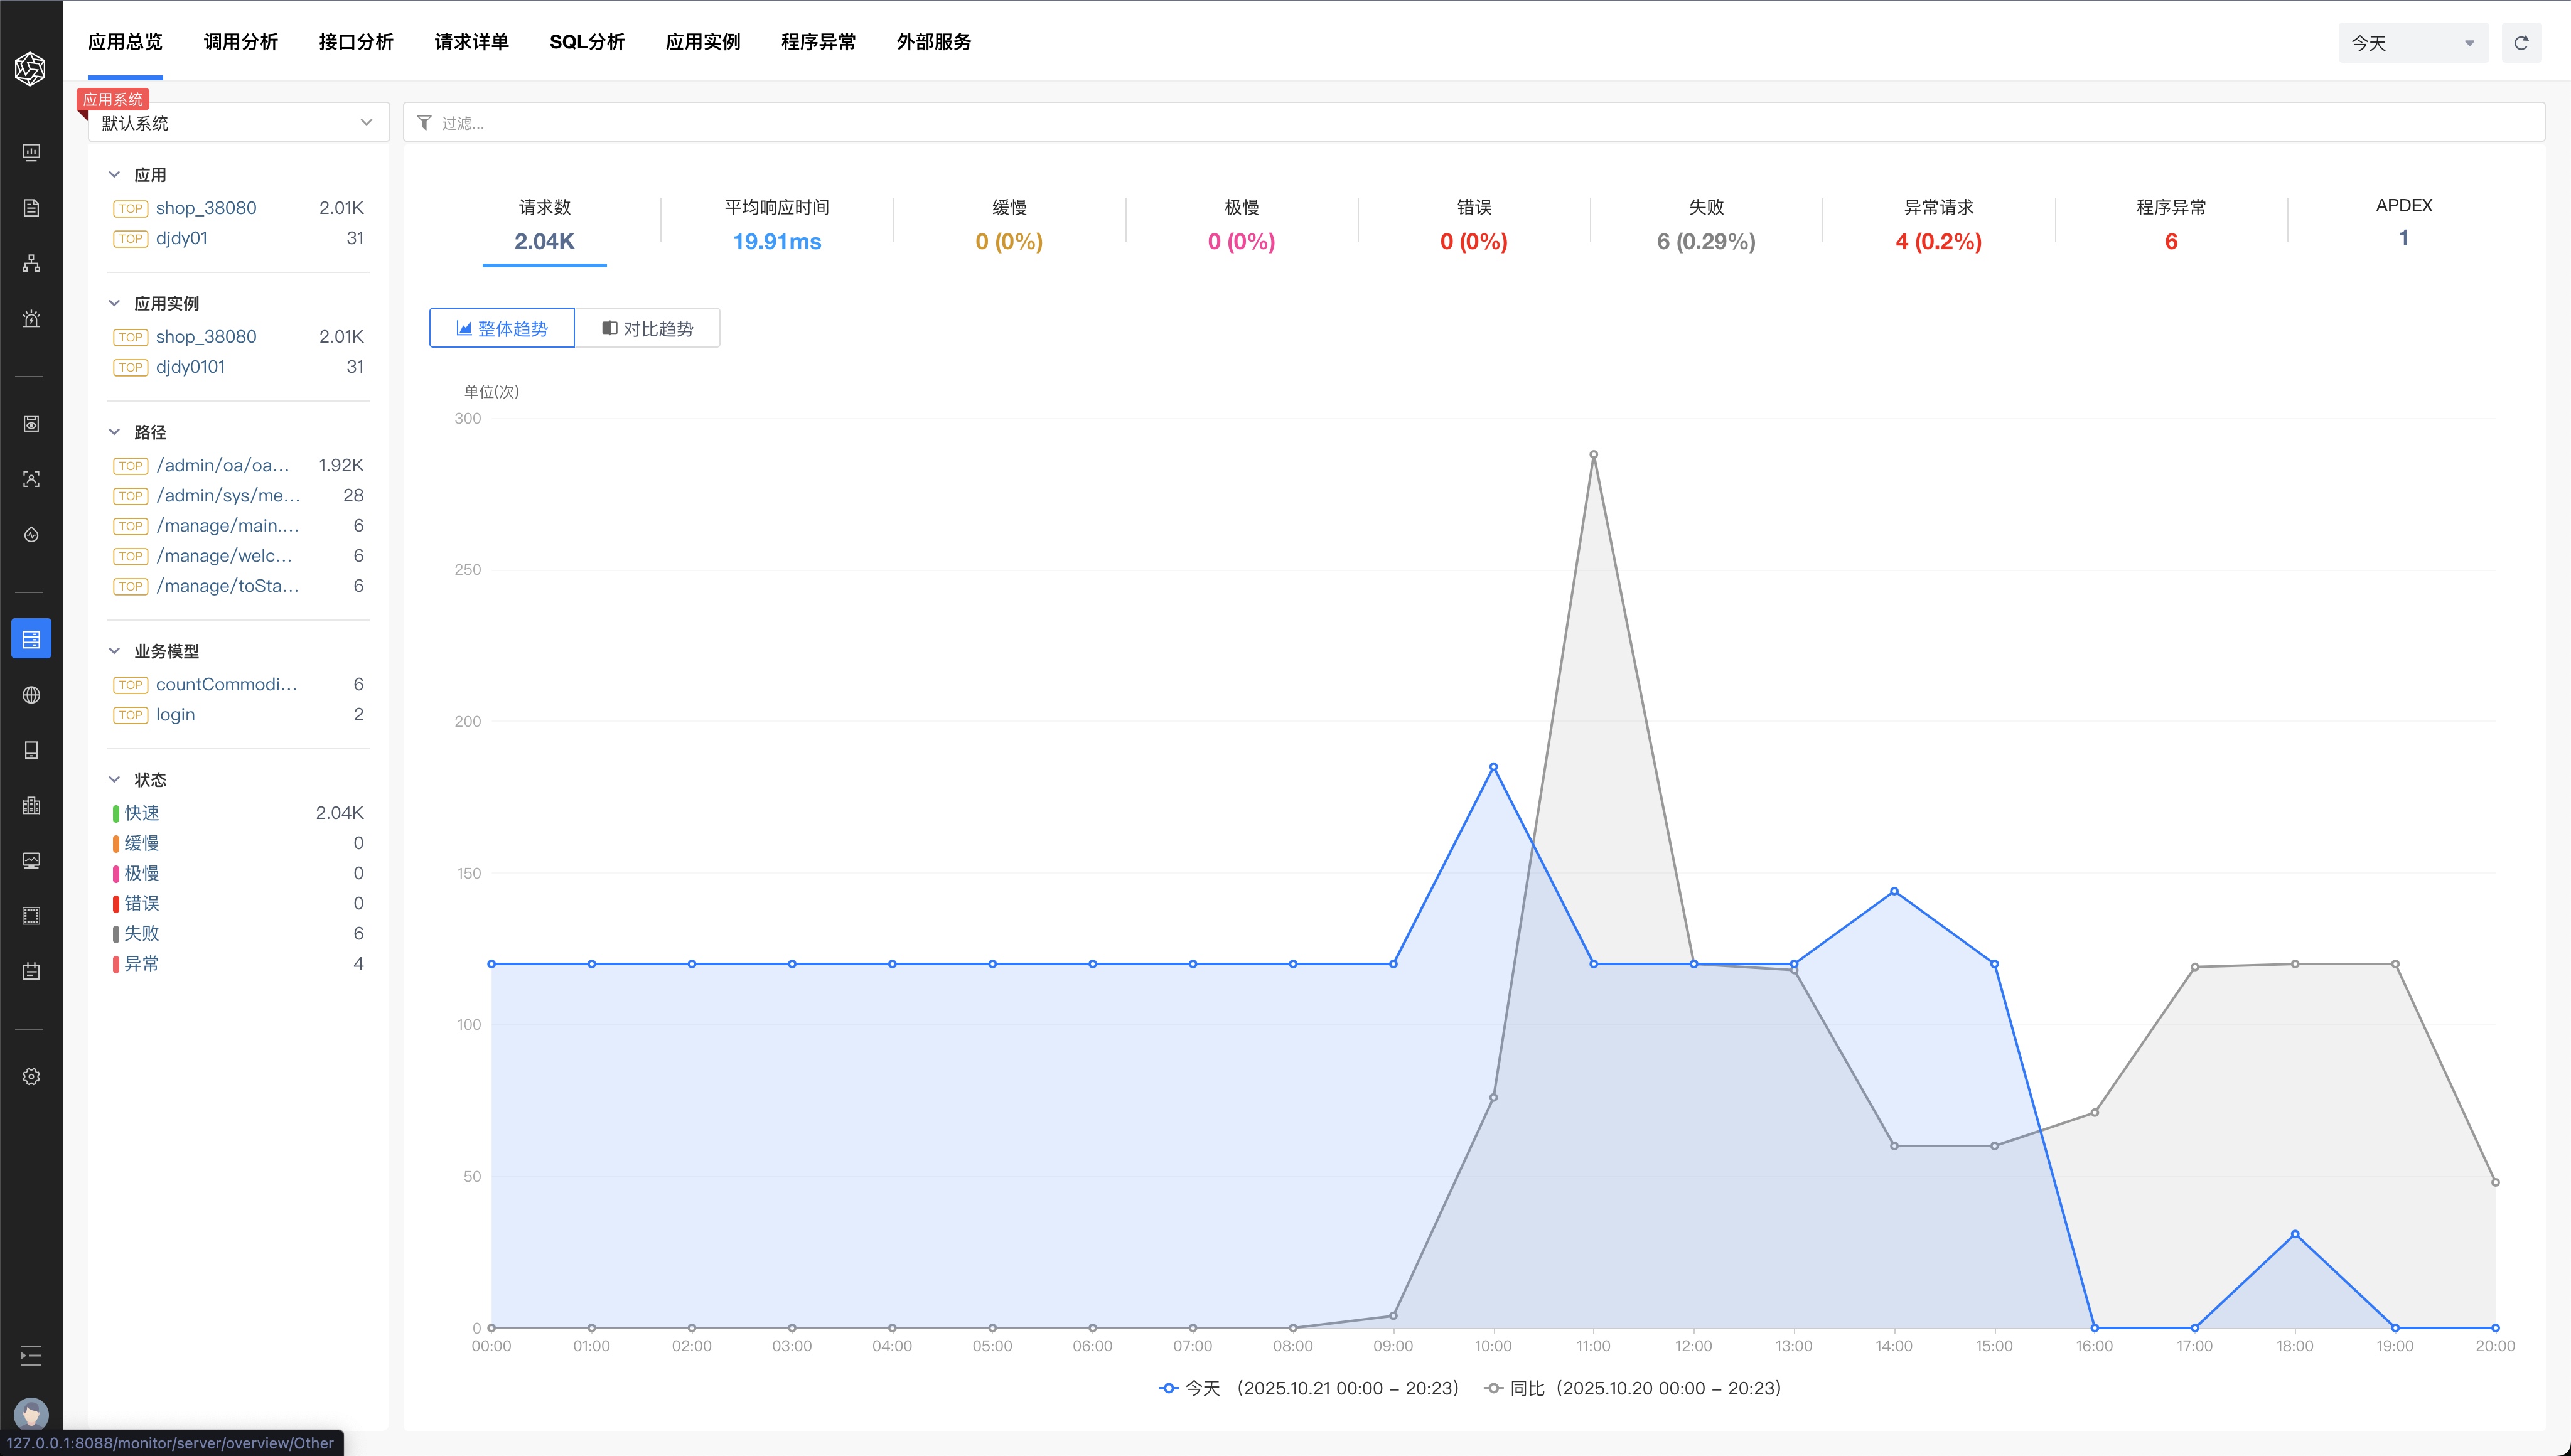 应用总览 调用分析 接口分析 请求详单 SQL分析 应用实例 程序异常 外部服务 今天
应用系统
默认系统 过滤...
应用
TOP shop_38080 2.01K
TOP djdy01 31
应用实例
TOP shop_38080 2.01K
TOP djdy0101 31
路径
TOP /admin/oa/oa... 1.92K
TOP /admin/sys/me... 28
TOP /manage/main.... 6
TOP /manage/welc... 6
TOP /manage/toSta... 6
业务模型
TOP countCommodi... 6
TOP login 2
状态
快速 2.04K
缓慢 0
极慢 0
错误 0
失败 6
异常 4
请求数 平均响应时间 缓慢 极慢 错误 失败 异常请求 程序异常 APDEX
2.04K 19.91ms 0 (0%) 0 (0%) 0 (0%) 6 (0.29%) 4 (0.2%) 6 1
整体趋势 对比趋势
单位(次)
300
250
200
150
100
50
0
00:00 01:00 02:00 03:00 04:00 05:00 06:00 07:00 08:00 09:00 10:00 11:00 12:00 13:00 14:00 15:00 16:00 17:00 18:00 19:00 20:00
今天 (2025.10.21 00:00 – 20:23) 同比 (2025.10.20 00:00 – 20:23)
127.0.0.1:8088/monitor/server/overview/Other